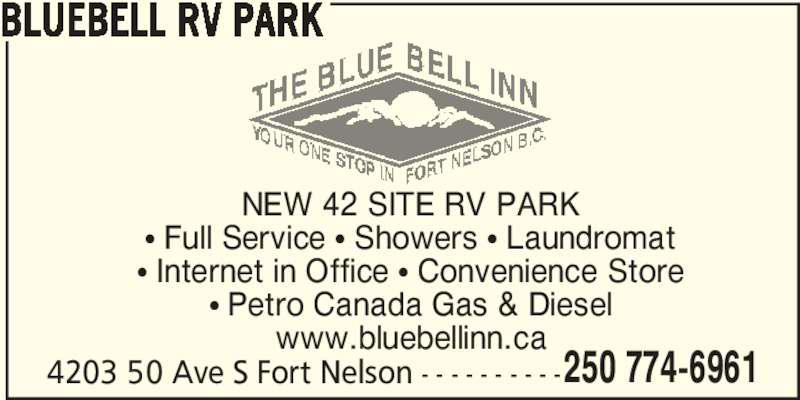 BLUEBELL RV PARK
THE BLUE BELL INN
YOUR ONE STOP IN FORT NELSON B.C.
NEW 42 SITE RV PARK
• Full Service • Showers • Laundromat
• Internet in Office • Convenience Store
• Petro Canada Gas & Diesel
www.bluebellinn.ca
4203 50 Ave S Fort Nelson - - - - - - - - - - 250 774-6961